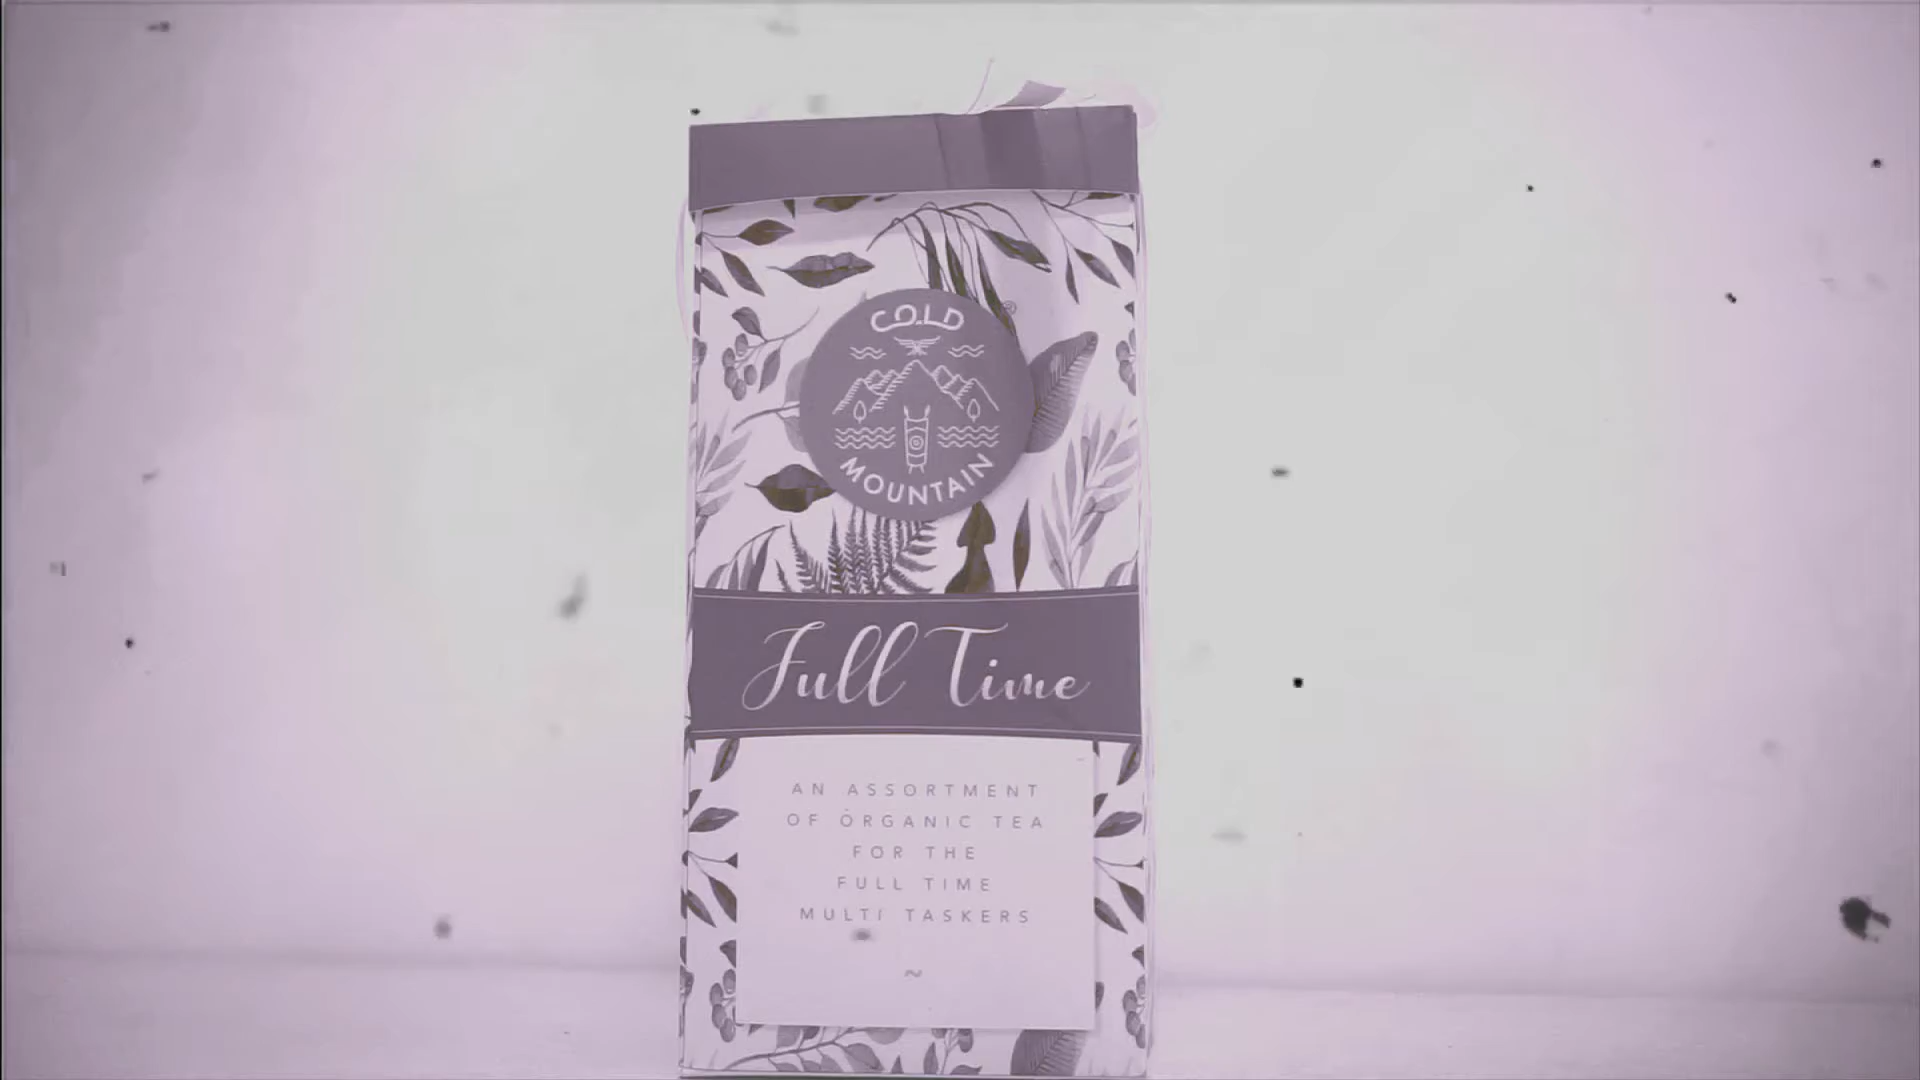 COLD
MOUNTAIN
Full Time
AN ASSORTMENT
OF ORGANIC TEA
FOR THE
FULL TIME
MULTI TASKERS
~